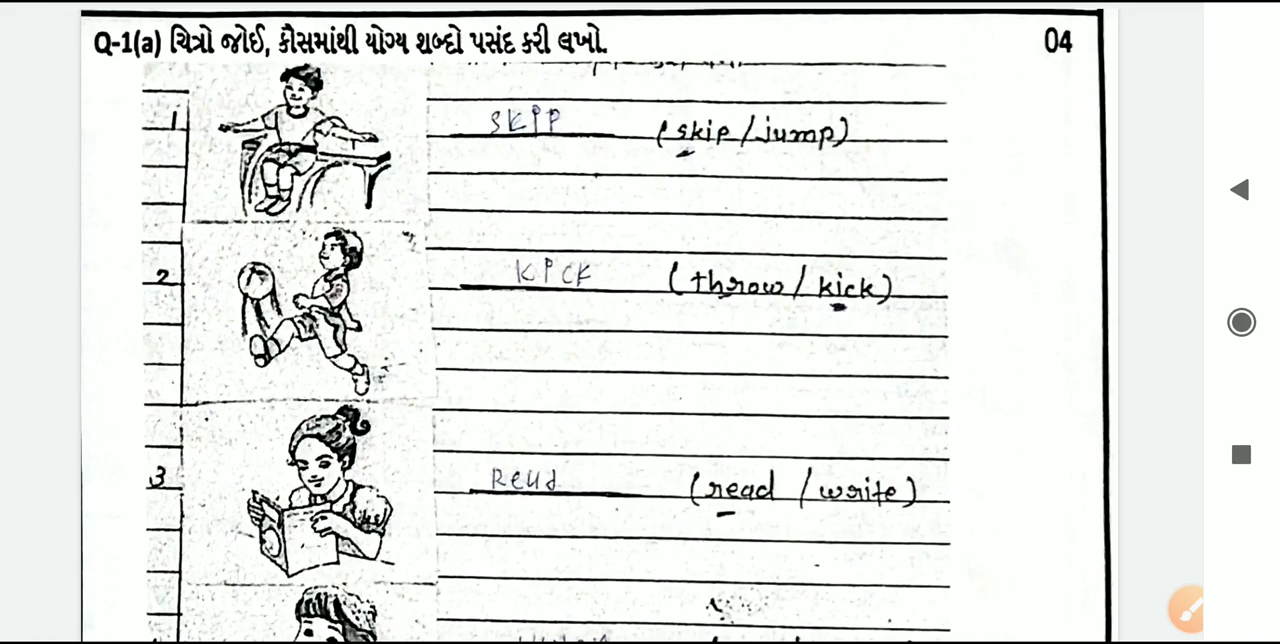 Q-1(a) ચિત્રો જોઈ, કૌસમાંથી યોગ્ય શબ્દો પસંદ કરી લખો. 04
1 SKIP (skip / jump)
2 KICK (throw / kick)
3 Read (read / write)